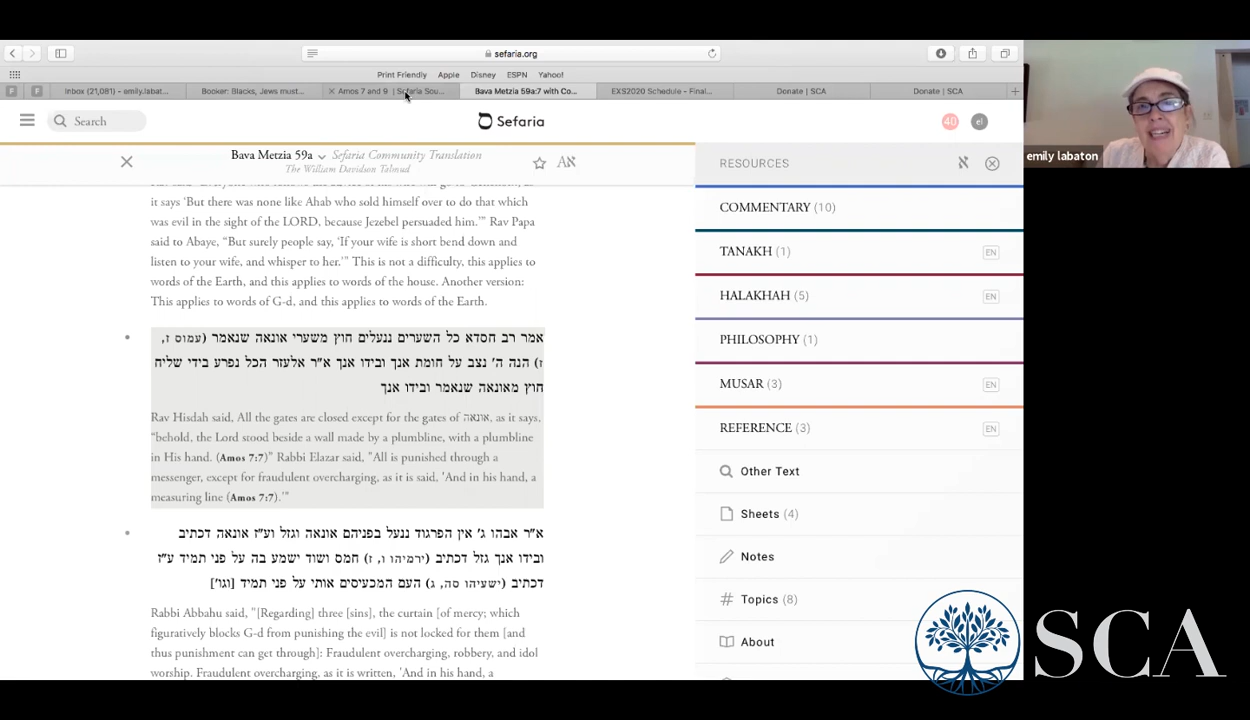 sefaria.org
Print Friendly Apple Disney ESPN Yahoo!
Inbox (21,081) - emily.labat...
Booker: Blacks, Jews must...
Amos 7 and 9 | Sefaria Sou...
Bava Metzia 59a:7 with Co...
EXS2020 Schedule - Final...
Donate | SCA
Donate | SCA
Search
Sefaria
40
el
Bava Metzia 59a Sefaria Community Translation
The William Davidson Talmud
Aא
it says 'But there was none like Ahab who sold himself over to do that which
was evil in the sight of the LORD, because Jezebel persuaded him.'" Rav Papa
said to Abaye, "But surely people say, 'If your wife is short bend down and
listen to your wife, and whisper to her.'" This is not a difficulty, this applies to
words of the Earth, and this applies to words of the house. Another version:
This applies to words of G-d, and this applies to words of the Earth.
אמר רב חסדא כל השערים ננעלים חוץ משערי אונאה שנאמר (עמוס ז,
ז) הנה ה' נצב על חומת אנך ובידו אנך א"ר אלעזר הכל נפרע בידי שליח
חוץ מאונאה שנאמר ובידו אנך
Rav Hisdah said, All the gates are closed except for the gates of אונאה, as it says,
"behold, the Lord stood beside a wall made by a plumbline, with a plumbline
in His hand. (Amos 7:7)" Rabbi Elazar said, "All is punished through a
messenger, except for fraudulent overcharging, as it is said, 'And in his hand, a
measuring line (Amos 7:7).'"
א"ר אבהו ג' אין הפרגוד ננעל בפניהם אונאה וגזל וע"ז אונאה דכתיב
ובידו אנך גזל דכתיב (ירמיהו ו, ז) חמס ושוד ישמע בה על פני תמיד ע"ז
דכתיב (ישעיהו סה, ג) העם המכעיסים אותי על פני תמיד [וגו']
Rabbi Abbahu said, "[Regarding] three [sins], the curtain [of mercy; which
figuratively blocks G-d from punishing the evil] is not locked for them [and
thus punishment can get through]: Fraudulent overcharging, robbery, and idol
worship. Fraudulent overcharging, as it is written, 'And in his hand, a
RESOURCES
א
COMMENTARY (10)
TANAKH (1) EN
HALAKHAH (5) EN
PHILOSOPHY (1)
MUSAR (3) EN
REFERENCE (3) EN
Other Text
Sheets (4)
Notes
Topics (8)
About
emily labaton
SCA